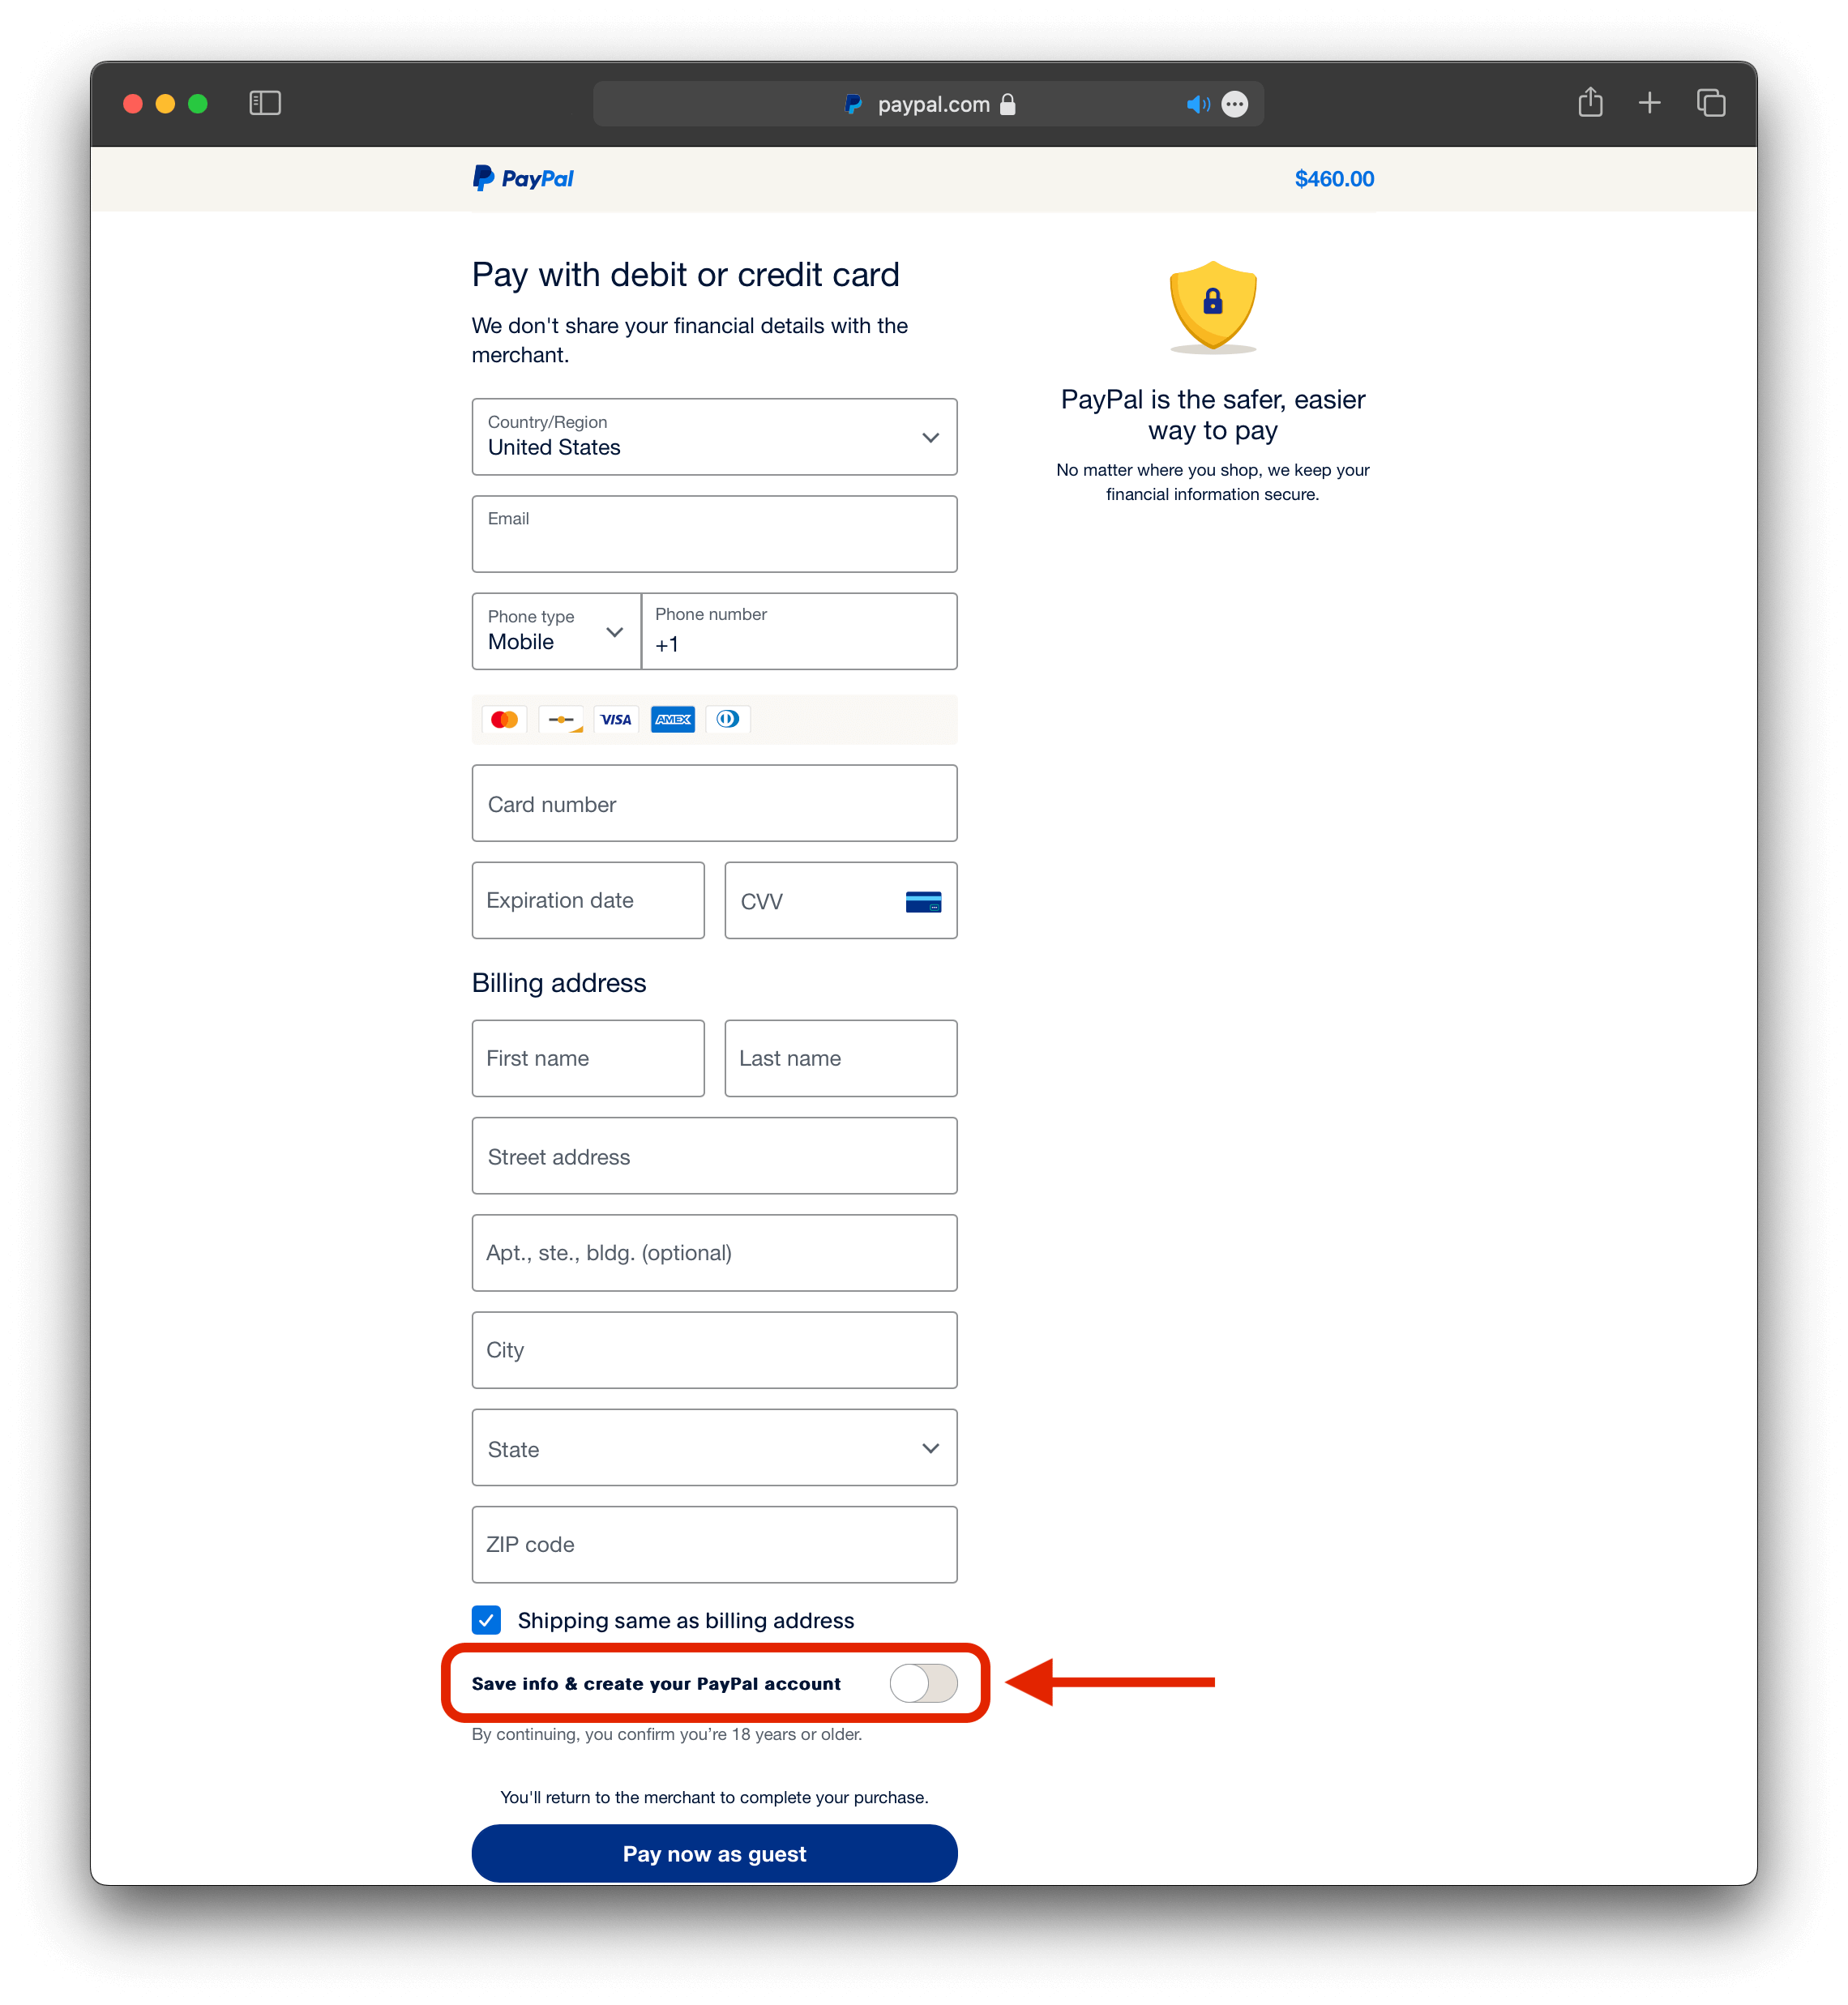 paypal.com
PayPal
$460.00
Pay with debit or credit card
We don't share your financial details with the
merchant.
PayPal is the safer, easier
way to pay
No matter where you shop, we keep your
financial information secure.
Country/Region
United States
Email
Phone type
Mobile
Phone number
+1
VISA
AMEX
Card number
Expiration date
CVV
Billing address
First name
Last name
Street address
Apt., ste., bldg. (optional)
City
State
ZIP code
Shipping same as billing address
Save info & create your PayPal account
By continuing, you confirm you’re 18 years or older.
You'll return to the merchant to complete your purchase.
Pay now as guest